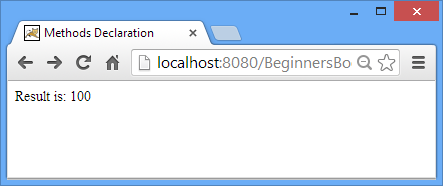 Methods Declaration
localhost:8080/BeginnersBo
Result is: 100